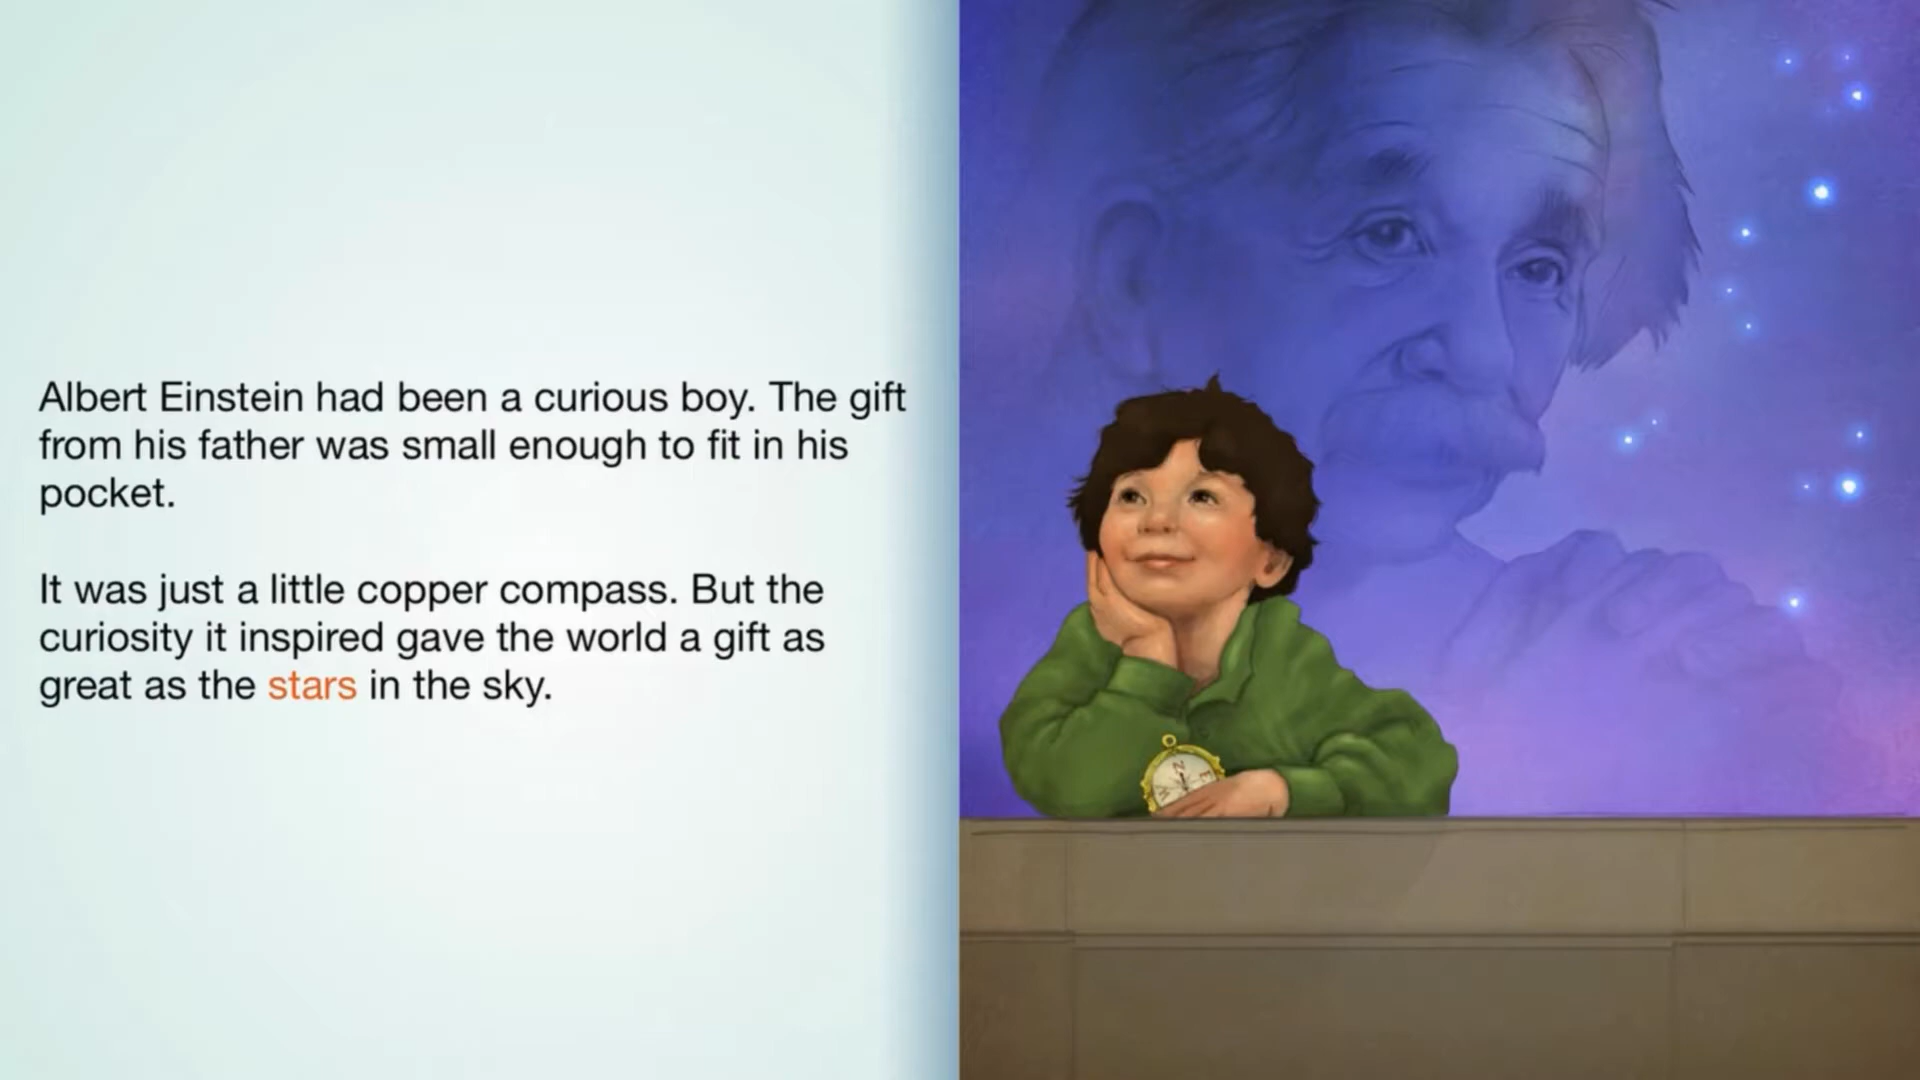 Albert Einstein had been a curious boy. The gift
from his father was small enough to fit in his
pocket.
It was just a little copper compass. But the
curiosity it inspired gave the world a gift as
great as the stars in the sky.
N
E
W